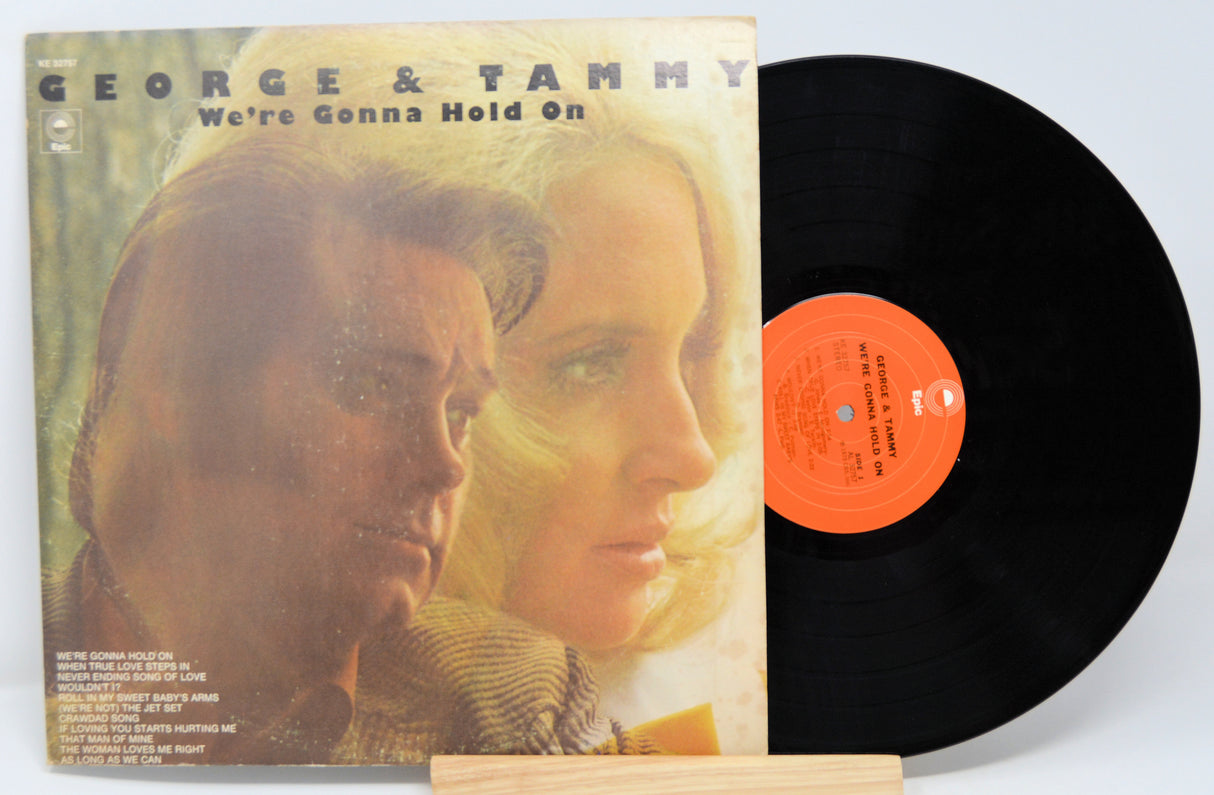 KE 32757
GEORGE & TAMMY
We're Gonna Hold On
Epic
WE'RE GONNA HOLD ON
WHEN TRUE LOVE STEPS IN
NEVER ENDING SONG OF LOVE
WOULDN'T I?
ROLL IN MY SWEET BABY'S ARMS
(WE'RE NOT) THE JET SET
CRAWDAD SONG
IF LOVING YOU STARTS HURTING ME
THAT MAN OF MINE
THE WOMAN LOVES ME RIGHT
AS LONG AS WE CAN
Epic
GEORGE & TAMMY
WE'RE GONNA HOLD ON
SIDE 1
KE 32757
STEREO